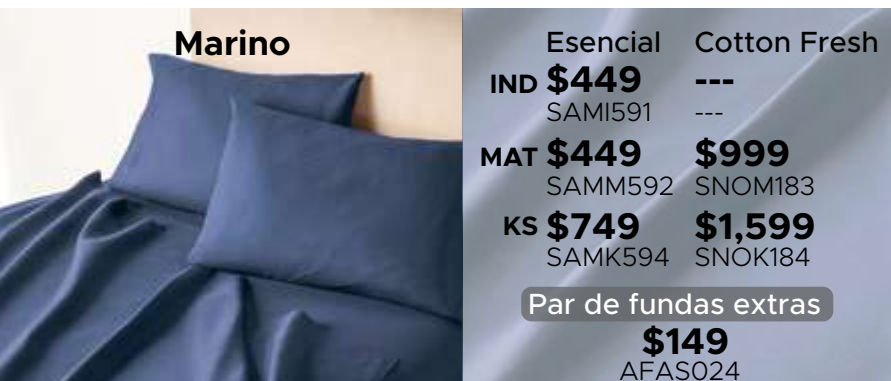 Marino
Esencial Cotton Fresh
IND $449 ---
SAMI591 ---
MAT $449 $999
SAMM592 SNOM183
KS $749 $1,599
SAMK594 SNOK184
Par de fundas extras
$149
AFAS024